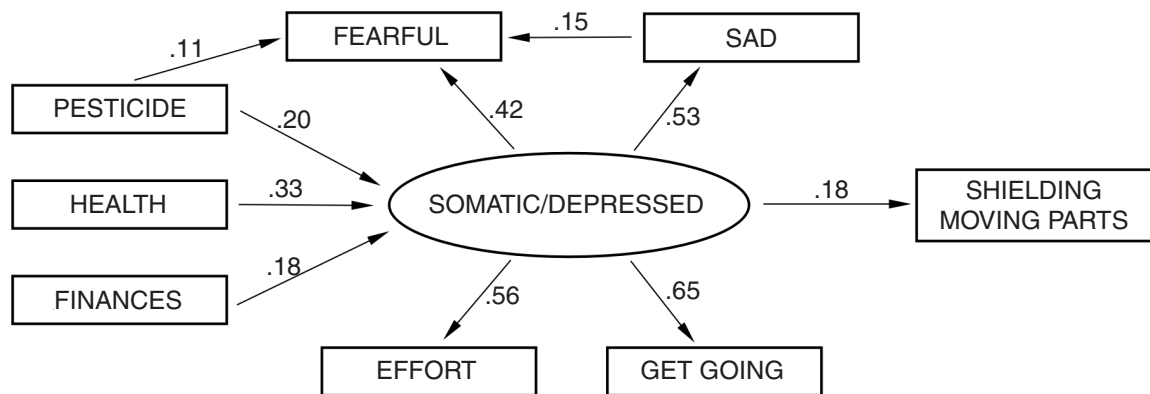 FEARFUL
.15
SAD
.11
PESTICIDE
.20
.42
.53
HEALTH
.33
SOMATIC/DEPRESSED
.18
SHIELDING
MOVING PARTS
FINANCES
.18
.56
.65
EFFORT
GET GOING